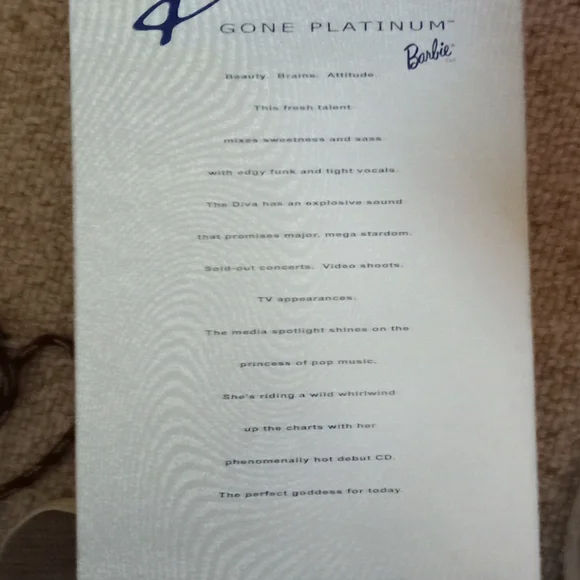 GONE PLATINUM™
Barbie
Beauty. Brains. Attitude.
This fresh talent
mixes sweetness and sass
with edgy funk and tight vocals.
The Diva has an explosive sound
that promises major, mega stardom.
Sold-out concerts. Video shoots.
TV appearances.
The media spotlight shines on the
princess of pop music.
She's riding a wild whirlwind
up the charts with her
phenomenally hot debut CD.
The perfect goddess for today.